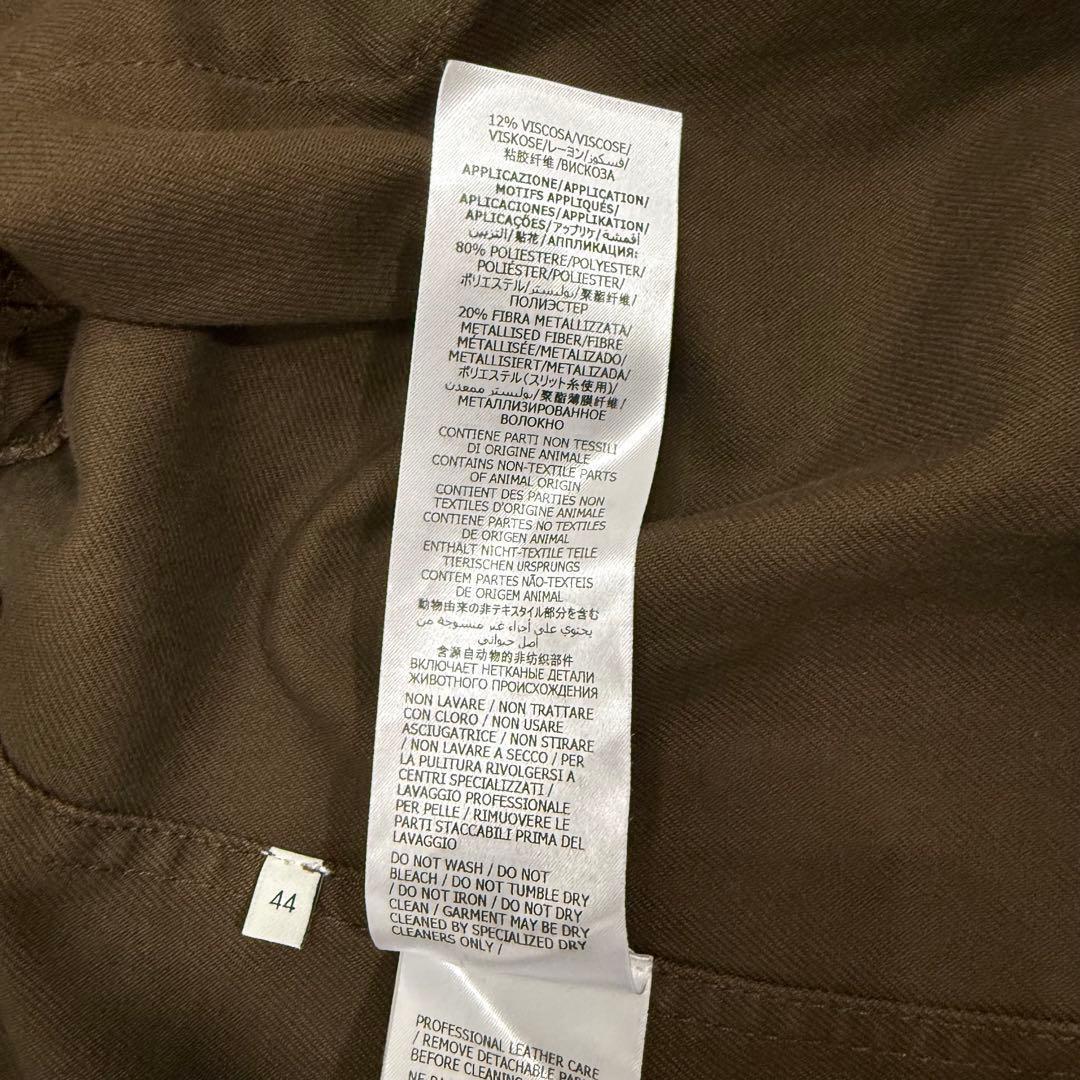 12% VISCOSA/VISCOSE/
VISKOSE/レーヨン/فسكوز/
粘胶纤维/ВИСКОЗА
APPLICAZIONE/APPLICATION/
MOTIFS APPLIQUÉS/
APLICACIONES/APPLIKATION/
APLICAÇÕES/アップリケ/أقمشة
التزيين/貼花/АППЛИКАЦИЯ:
80% POLIESTERE/POLYESTER/
POLIÉSTER/POLIESTER/
ポリエステル/بوليستر/聚酯纤维/
ПОЛИЭСТЕР
20% FIBRA METALLIZZATA/
METALLISED FIBER/FIBRE
MÉTALLISÉE/METALIZADO/
METALLISIERT/METALIZADA/
ポリエステル(スリット糸使用)/
بوليستر ممعدن/聚酯薄膜纤维/
МЕТАЛЛИЗИРОВАННОЕ
ВОЛОКНО
CONTIENE PARTI NON TESSILI
DI ORIGINE ANIMALE
CONTAINS NON-TEXTILE PARTS
OF ANIMAL ORIGIN
CONTIENT DES PARTIES NON
TEXTILES D'ORIGINE ANIMALE
CONTIENE PARTES NO TEXTILES
DE ORIGEN ANIMAL
ENTHÄLT NICHT-TEXTILE TEILE
TIERISCHEN URSPRUNGS
CONTEM PARTES NÃO-TEXTEIS
DE ORIGEM ANIMAL
動物由来の非テキスタイル部分を含む
يحتوي على أجزاء غير منسوجة من
أصل حيواني
含源自动物的非纺织部件
ВКЛЮЧАЕТ НЕТКАНЫЕ ДЕТАЛИ
ЖИВОТНОГО ПРОИСХОЖДЕНИЯ
NON LAVARE / NON TRATTARE
CON CLORO / NON USARE
ASCIUGATRICE / NON STIRARE
/ NON LAVARE A SECCO / PER
LA PULITURA RIVOLGERSI A
CENTRI SPECIALIZZATI /
LAVAGGIO PROFESSIONALE
PER PELLE / RIMUOVERE LE
PARTI STACCABILI PRIMA DEL
LAVAGGIO
DO NOT WASH / DO NOT
BLEACH / DO NOT TUMBLE DRY
/ DO NOT IRON / DO NOT DRY
CLEAN / GARMENT MAY BE DRY
CLEANED BY SPECIALIZED DRY
CLEANERS ONLY /
PROFESSIONAL LEATHER CARE
/ REMOVE DETACHABLE
BEFORE CLEANING
44